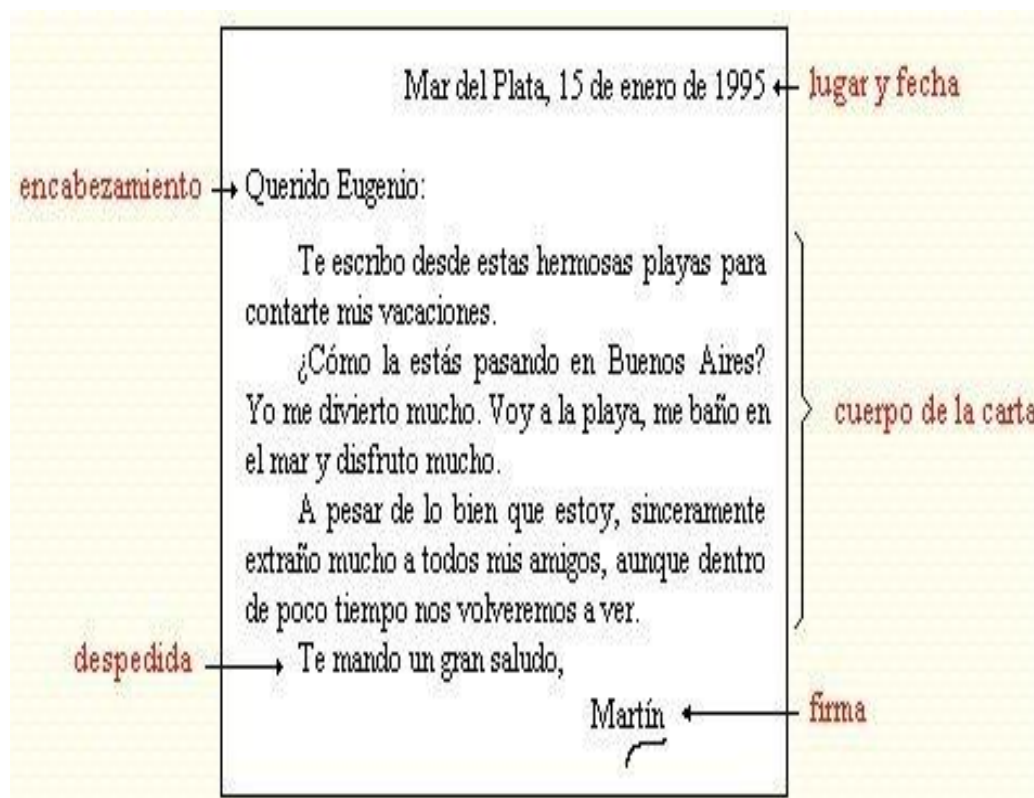 Mar del Plata, 15 de enero de 1995
lugar y fecha
encabezamiento
Querido Eugenio:
Te escribo desde estas hermosas playas para
contarte mis vacaciones.
¿Cómo la estás pasando en Buenos Aires?
Yo me divierto mucho. Voy a la playa, me baño en
el mar y disfruto mucho.
A pesar de lo bien que estoy, sinceramente
extraño mucho a todos mis amigos, aunque dentro
de poco tiempo nos volveremos a ver.
cuerpo de la carta
despedida
Te mando un gran saludo,
Martín
firma